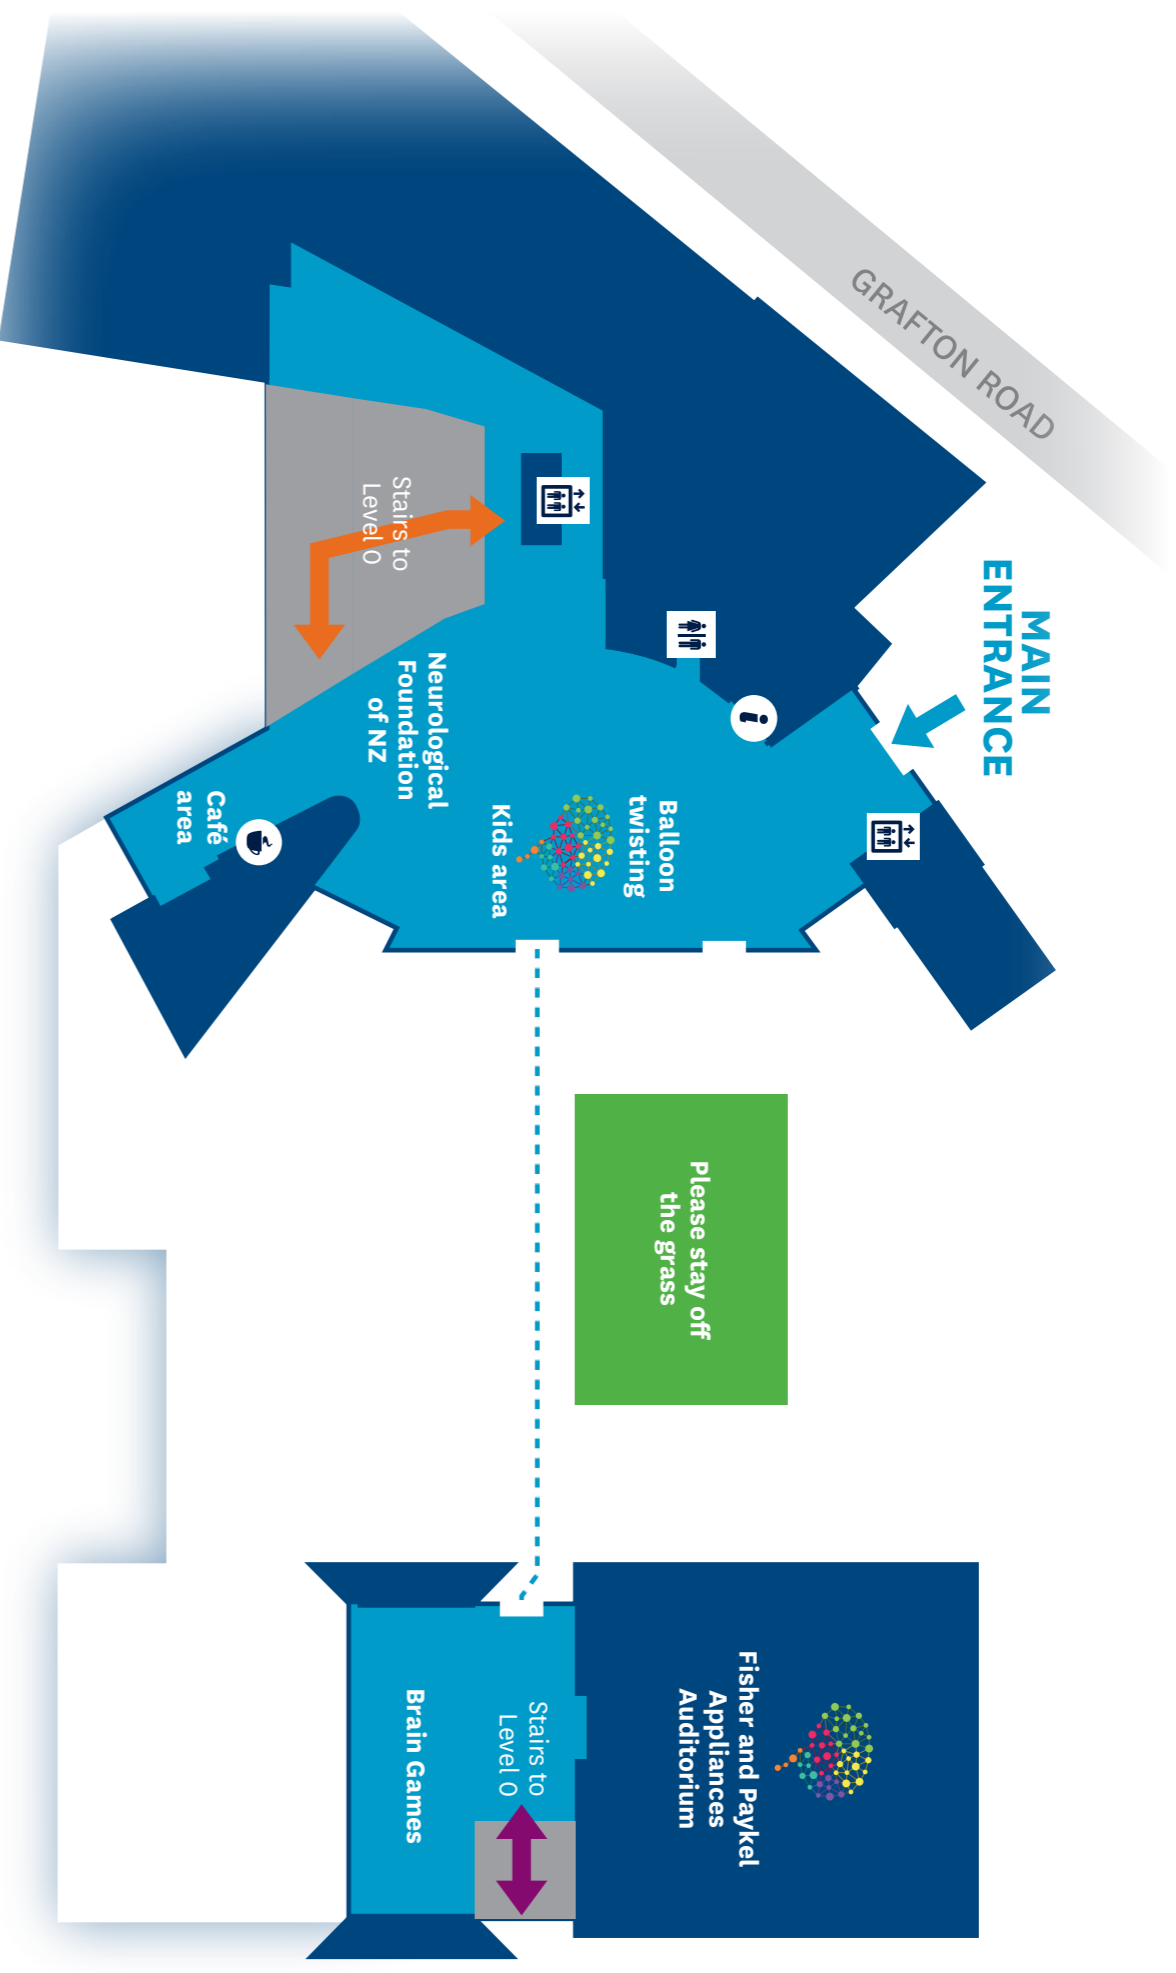 GRAFTON ROAD
MAIN
ENTRANCE
Stairs to
Level 0
Neurological
Foundation
of NZ
Café
area
Balloon
twisting
Kids area
Please stay off
the grass
Fisher and Paykel
Appliances
Auditorium
Stairs to
Level 0
Brain Games